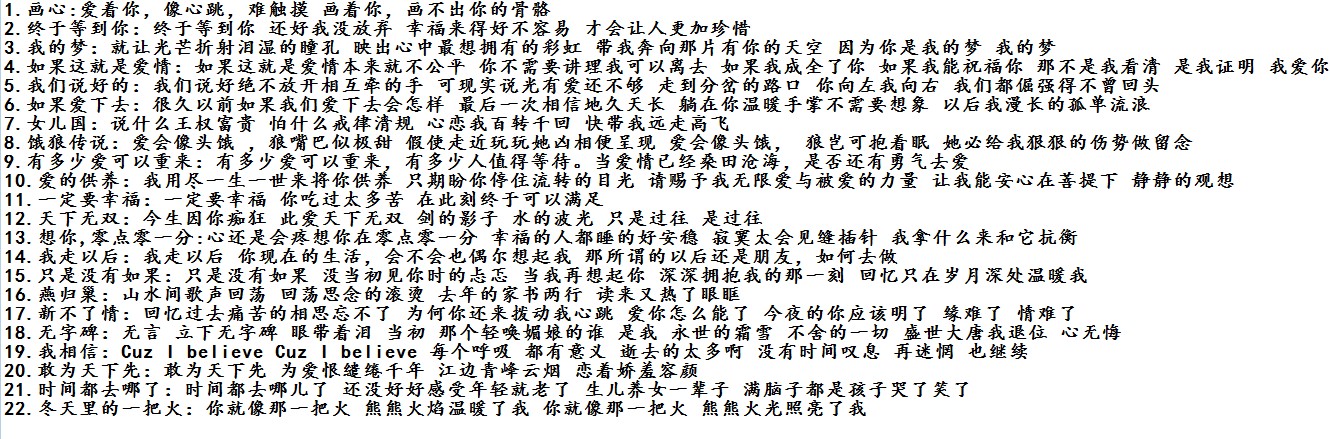 1.画心:爱着你，像心跳，难触摸 画着你，画不出你的骨骼
2.终于等到你: 终于等到你 还好我没放弃 幸福来得好不容易 才会让人更加珍惜
3.我的梦: 就让光芒折射泪湿的瞳孔 映出心中最想拥有的彩虹 带我奔向那片有你的天空 因为你是我的梦 我的梦
4.如果这就是爱情: 如果这就是爱情本来就不公平 你不需要讲理我可以离去 如果我成全了你 如果我能祝福你 那不是我看清 是我证明 我爱你
5.我们说好的: 我们说好绝不放开相互牵的手 可现实说光有爱还不够 走到分岔的路口 你向左我向右 我们都倔强得不曾回头
6.如果爱下去: 很久以前如果我们爱下去会怎样 最后一次相信地久天长 躺在你温暖手掌不需要想象 以后我漫长的孤单流浪
7.女儿国: 说什么王权富贵 怕什么戒律清规 心恋我百转千回 快带我远走高飞
8.饿狼传说: 爱会像头饿 ，狼嘴巴似极甜 假使走近玩玩她凶相便呈现 爱会像头饿， 狼岂可抱着眠 她必给我狠狠的伤势做留念
9.有多少爱可以重来: 有多少爱可以重来，有多少人值得等待。当爱情已经桑田沧海，是否还有勇气去爱
10.爱的供养: 我用尽一生一世来将你供养 只期盼你停住流转的目光 请赐予我无限爱与被爱的力量 让我能安心在菩提下 静静的观想
11.一定要幸福: 一定要幸福 你吃过太多苦 在此刻终于可以满足
12.天下无双: 今生因你痴狂 此爱天下无双 剑的影子 水的波光 只是过往 是过往
13.想你,零点零一分:心还是会疼想你在零点零一分 幸福的人都睡的好安稳 寂寞太会见缝插针 我拿什么来和它抗衡
14.我走以后: 我走以后 你现在的生活，会不会也偶尔想起我 那所谓的以后还是朋友，如何去做
15.只是没有如果: 只是没有如果 没当初见你时的忐忑 当我再想起你 深深拥抱我的那一刻 回忆只在岁月深处温暖我
16.燕归巢: 山水间歌声回荡 回荡思念的滚烫 去年的家书两行 读来又热了眼眶
17.新不了情: 回忆过去痛苦的相思忘不了 为何你还来拨动我心跳 爱你怎么能了 今夜的你应该明了 缘难了 情难了
18.无字碑: 无言 立下无字碑 眼带着泪 当初 那个轻唤媚娘的谁 是我 永世的霜雪 不舍的一切 盛世大唐我退位 心无悔
19.我相信: Cuz I believe Cuz I believe 每个呼吸 都有意义 逝去的太多啊 没有时间叹息 再迷惘 也继续
20.敢为天下先: 敢为天下先 为爱恨缱绻千年 江边青峰云烟 恋着娇羞容颜
21.时间都去哪了: 时间都去哪儿了 还没好好感受年轻就老了 生儿养女一辈子 满脑子都是孩子哭了笑了
22.冬天里的一把火: 你就像那一把火 熊熊火焰温暖了我 你就像那一把火 熊熊火光照亮了我